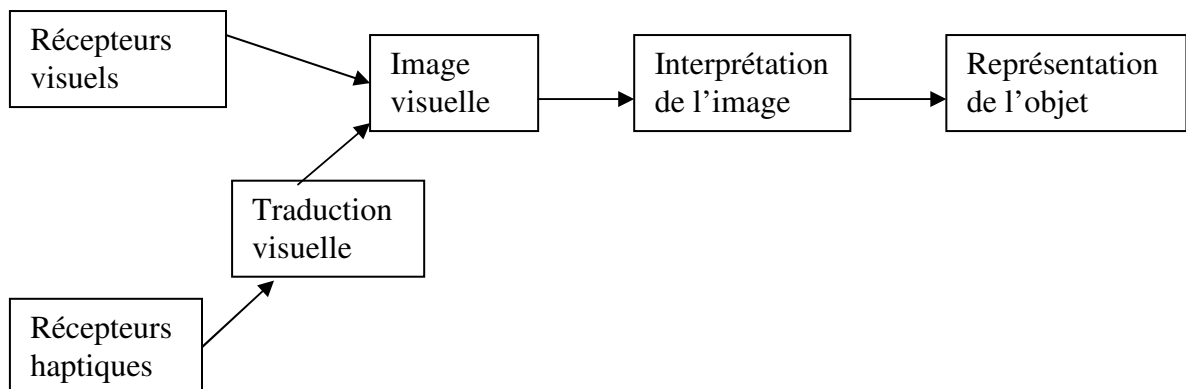 Récepteurs
visuels
Image
visuelle
Interprétation
de l’image
Représentation
de l’objet
Traduction
visuelle
Récepteurs
haptiques